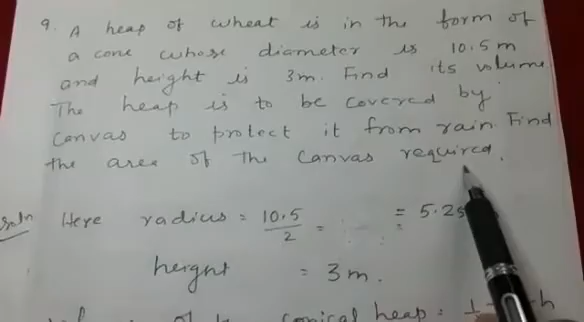 9. A heap of wheat is in the form of
a cone whose diameter is 10.5 m
and height is 3m. Find its volume
The heap is to be covered by
canvas to protect it from rain. Find
the area of the canvas required.
Soln Here radius = 10.5/2 = = 5.25
height = 3m.
conical heap =